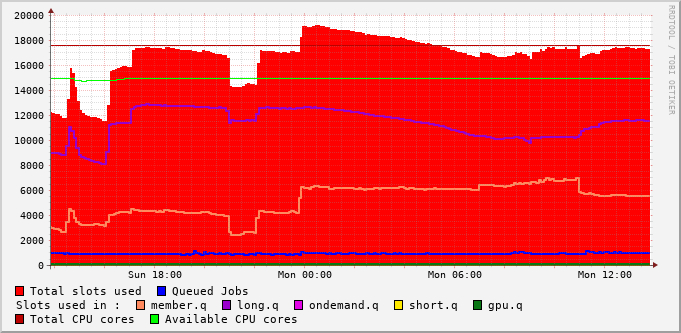 20000
18000
16000
14000
12000
10000
8000
6000
4000
2000
0
Sun 18:00 Mon 00:00 Mon 06:00 Mon 12:00
RRDTOOL / TOBI OETIKER
Total slots used Queued Jobs
Slots used in : member.q long.q ondemand.q short.q gpu.q
Total CPU cores Available CPU cores